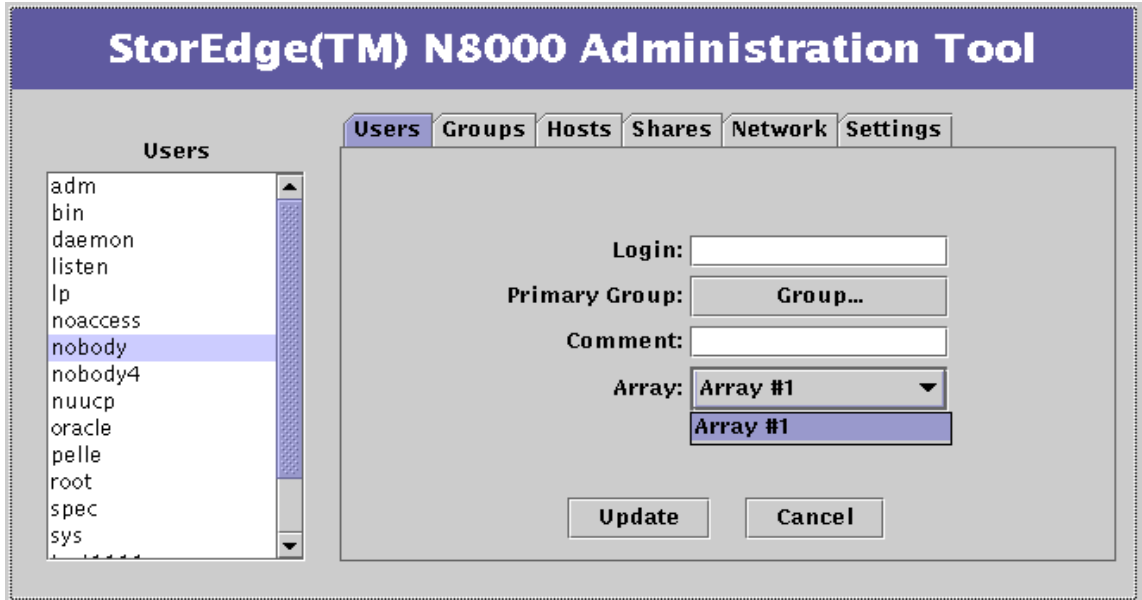 StorEdge(TM) N8000 Administration Tool
Users
adm
bin
daemon
listen
lp
noaccess
nobody
nobody4
nuucp
oracle
pelle
root
spec
sys
Users Groups Hosts Shares Network Settings
Login:
Primary Group: Group...
Comment:
Array: Array #1
Array #1
Update Cancel